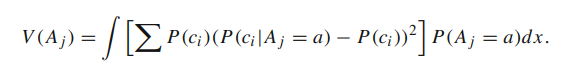 V(A_j) = ∫ [∑ P(c_i)(P(c_i|A_j = a) − P(c_i))²] P(A_j = a)dx.